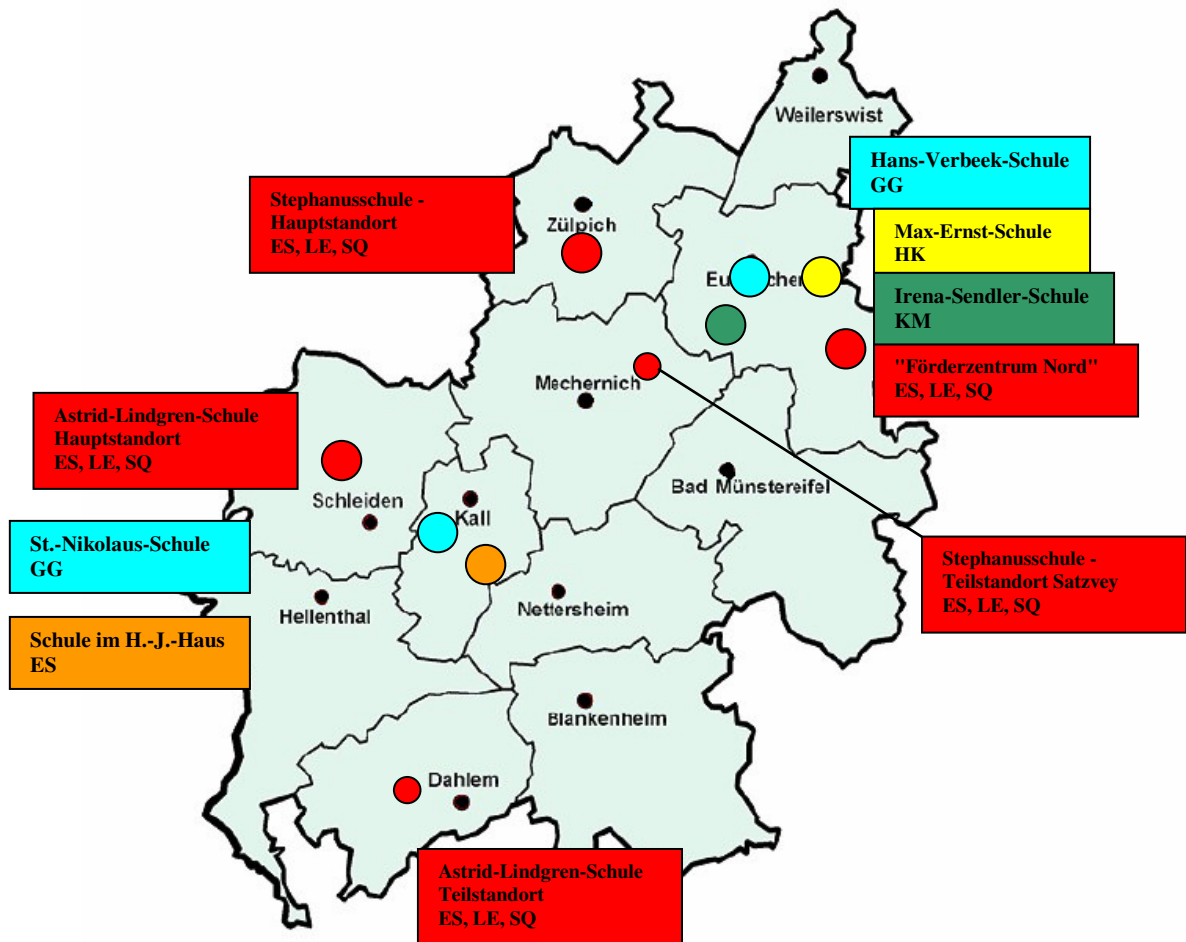 Weilerswist
Hans-Verbeek-Schule
GG
Stephanusschule -
Hauptstandort
ES, LE, SQ
Zülpich
Max-Ernst-Schule
HK
Irena-Sendler-Schule
KM
"Förderzentrum Nord"
ES, LE, SQ
Mechernich
Astrid-Lindgren-Schule
Hauptstandort
ES, LE, SQ
Schleiden
Kall
Bad Münstereifel
St.-Nikolaus-Schule
GG
Stephanusschule -
Teilstandort Satzvey
ES, LE, SQ
Hellenthal
Nettersheim
Schule im H.-J.-Haus
ES
Blankenheim
Dahlem
Astrid-Lindgren-Schule
Teilstandort
ES, LE, SQ